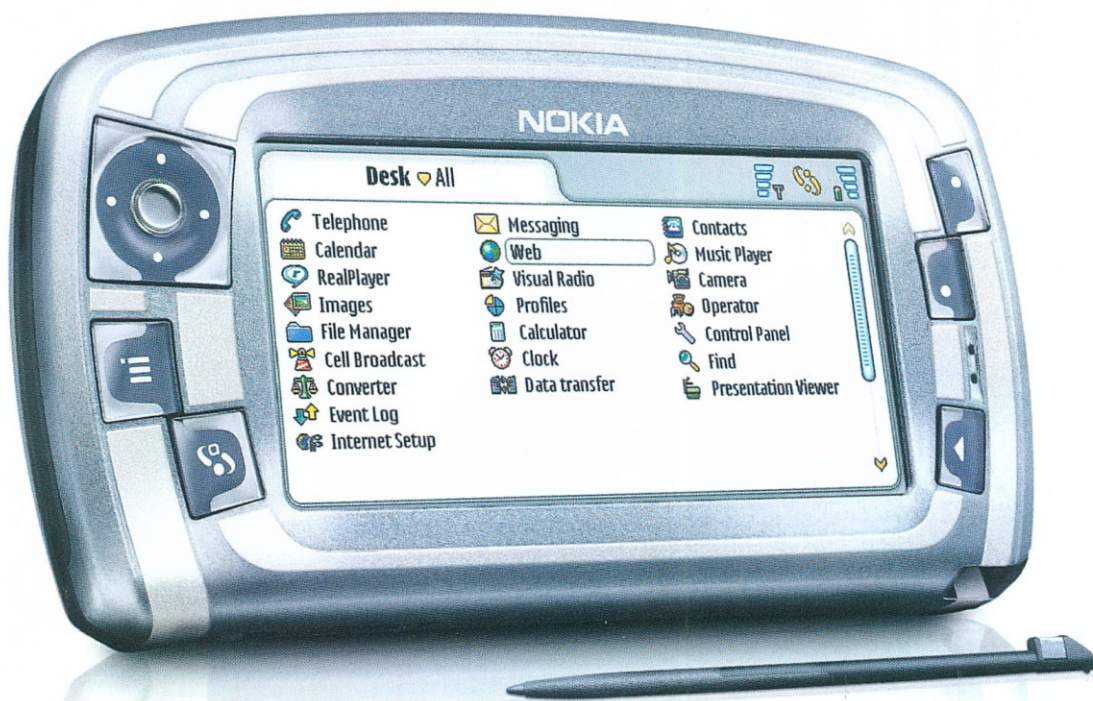 NOKIA
Desk All
Telephone
Messaging
Contacts
Calendar
Web
Music Player
RealPlayer
Visual Radio
Camera
Images
Profiles
Operator
File Manager
Calculator
Control Panel
Cell Broadcast
Clock
Find
Converter
Data transfer
Presentation Viewer
Event Log
Internet Setup